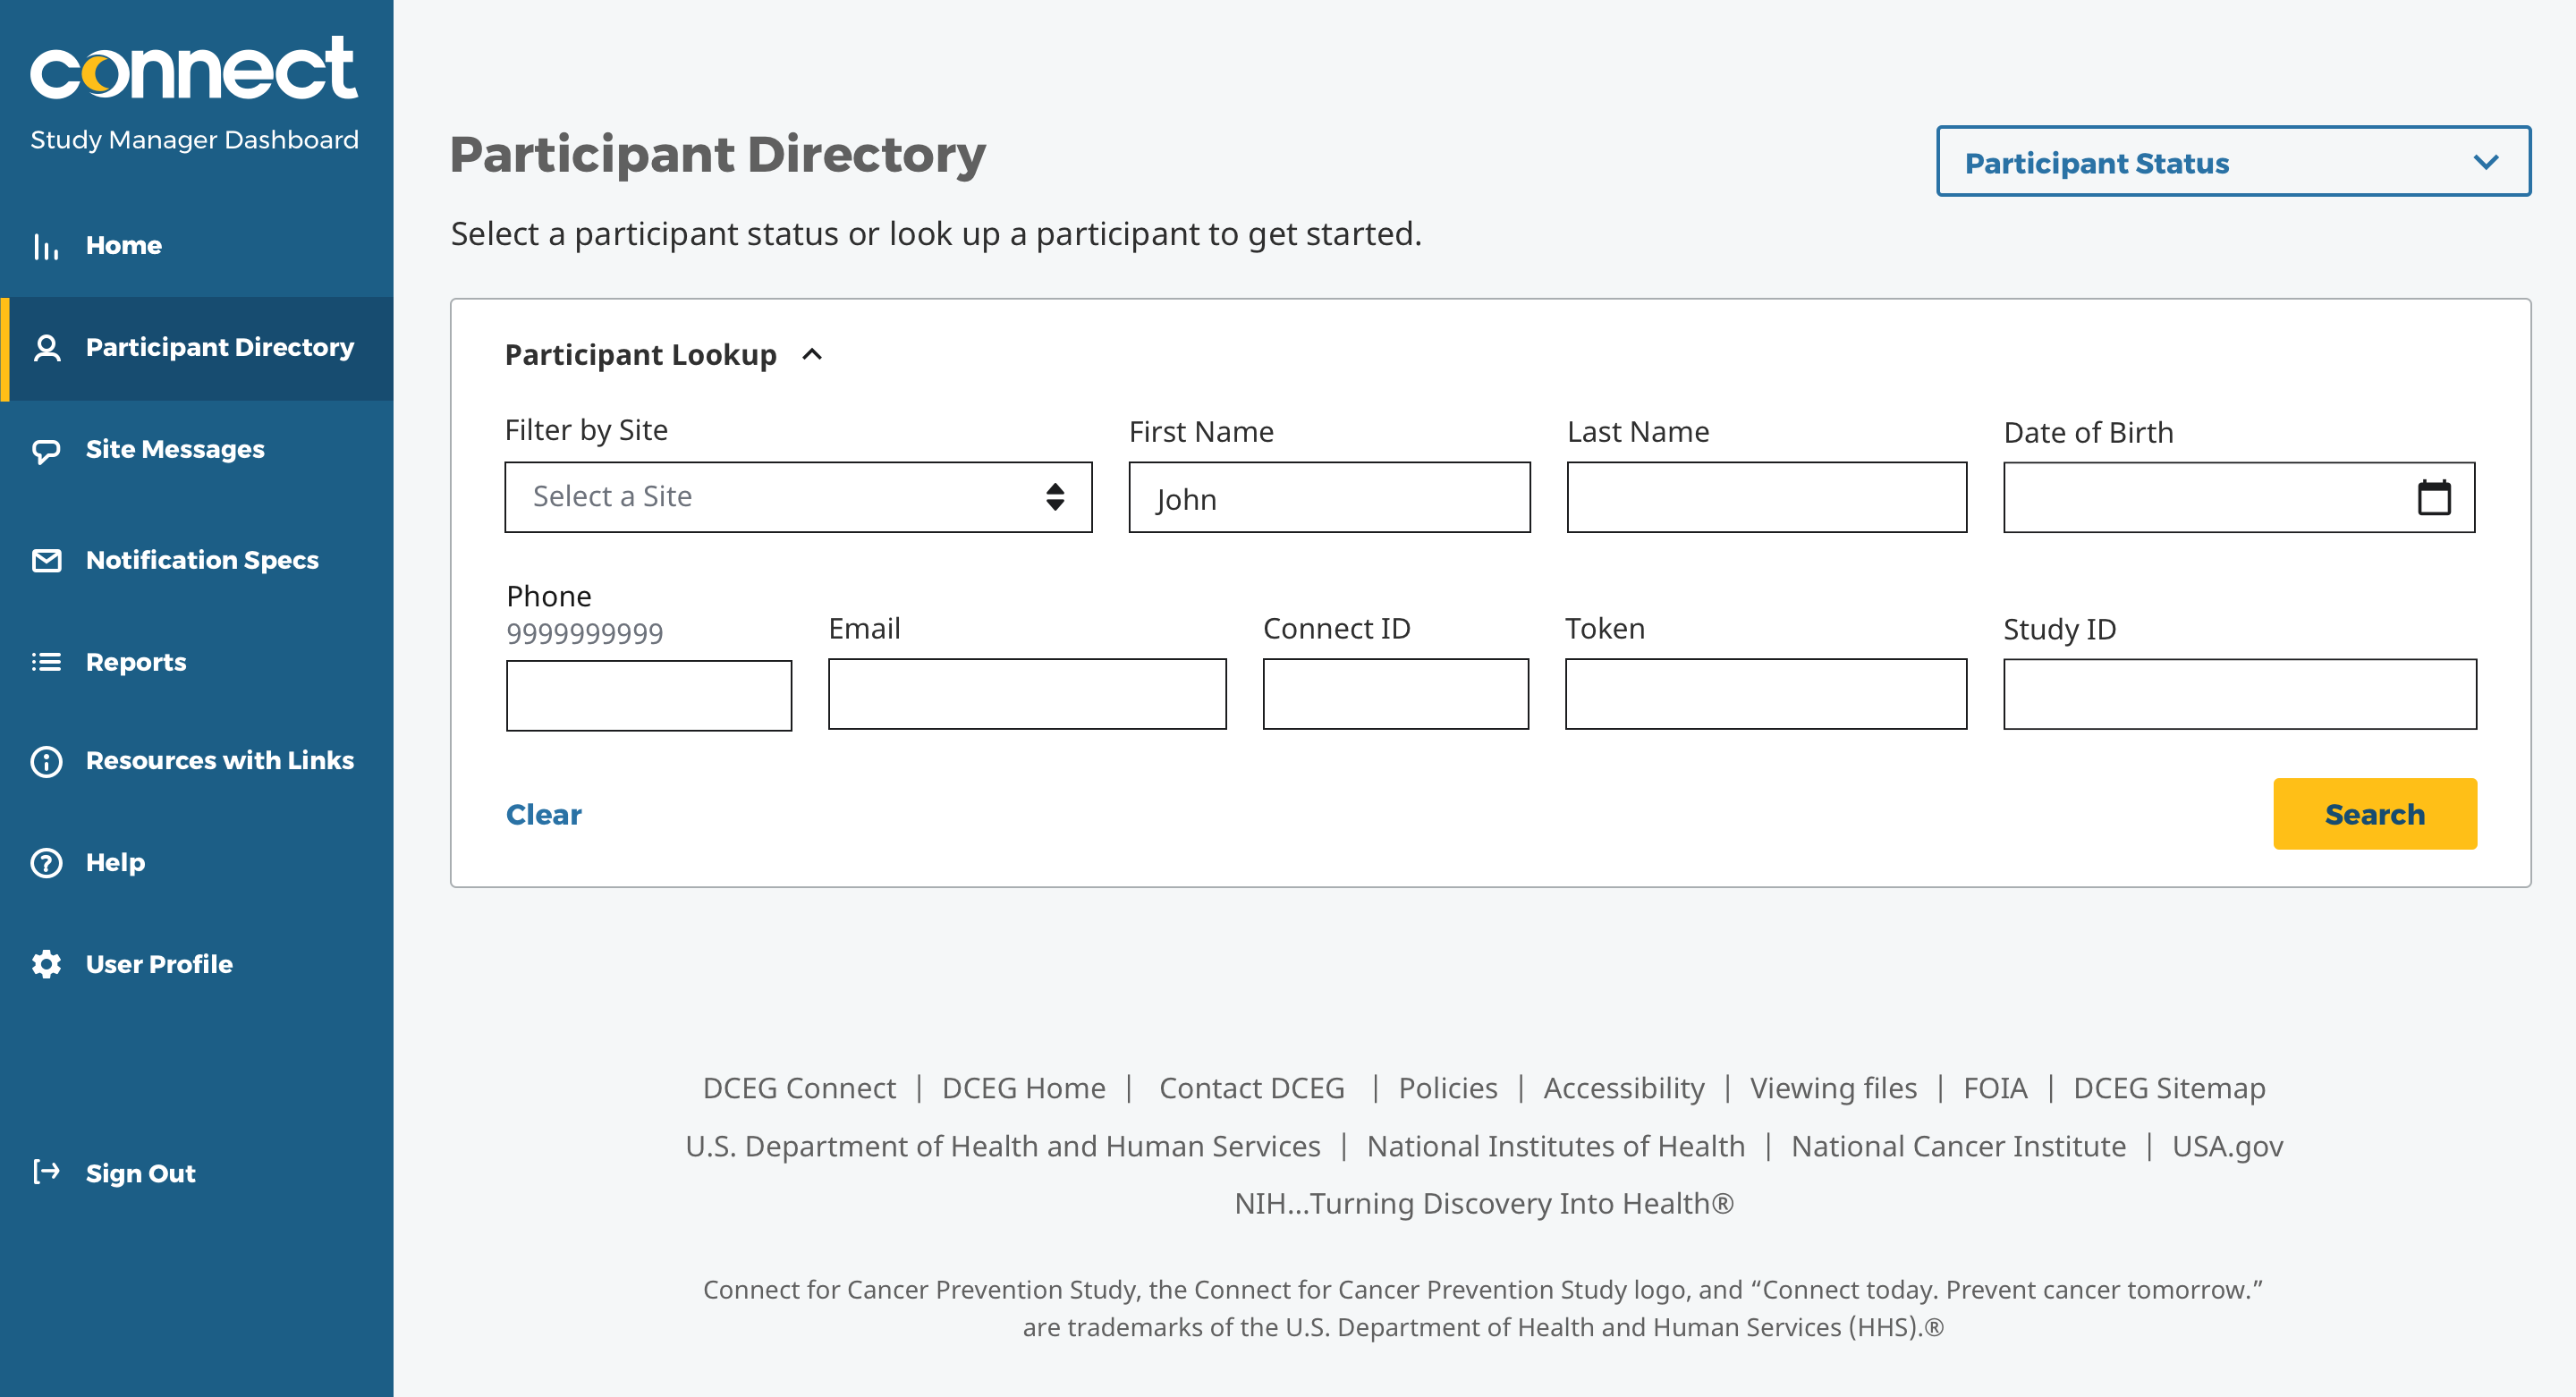 connect
Study Manager Dashboard
Home
Participant Directory
Site Messages
Notification Specs
Reports
Resources with Links
Help
User Profile
Sign Out
Participant Directory
Participant Status
Select a participant status or look up a participant to get started.
Participant Lookup
Filter by Site
Select a Site
First Name
John
Last Name
Date of Birth
Phone
9999999999
Email
Connect ID
Token
Study ID
Clear
Search
DCEG Connect | DCEG Home | Contact DCEG | Policies | Accessibility | Viewing files | FOIA | DCEG Sitemap
U.S. Department of Health and Human Services | National Institutes of Health | National Cancer Institute | USA.gov
NIH...Turning Discovery Into Health®
Connect for Cancer Prevention Study, the Connect for Cancer Prevention Study logo, and “Connect today. Prevent cancer tomorrow.”
are trademarks of the U.S. Department of Health and Human Services (HHS).®